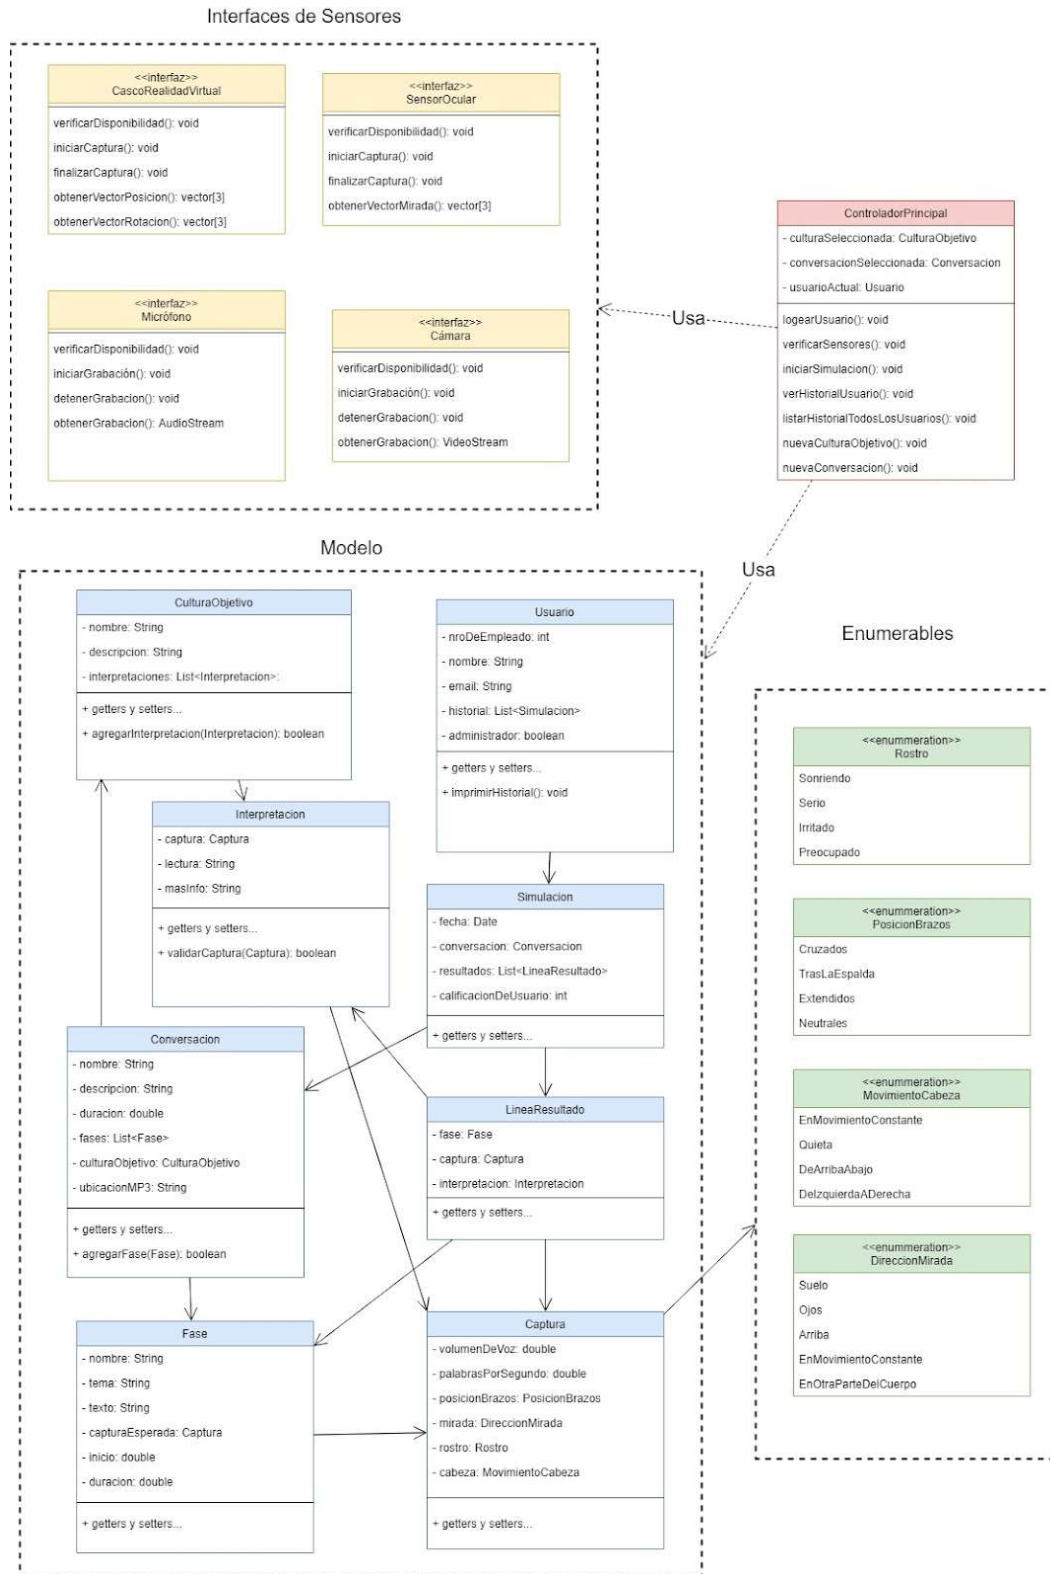 Interfaces de Sensores
<<interfaz>>
CascoRealidadVirtual
verificarDisponibilidad(): void
iniciarCaptura(): void
finalizarCaptura(): void
obtenerVectorPosicion(): vector[3]
obtenerVectorRotacion(): vector[3]
<<interfaz>>
SensorOcular
verificarDisponibilidad(): void
iniciarCaptura(): void
finalizarCaptura(): void
obtenerVectorMirada(): vector[3]
<<interfaz>>
Micrófono
verificarDisponibilidad(): void
iniciarGrabación(): void
detenerGrabacion(): void
obtenerGrabacion(): AudioStream
<<interfaz>>
Cámara
verificarDisponibilidad(): void
iniciarGrabación(): void
detenerGrabacion(): void
obtenerGrabacion(): VideoStream
ControladorPrincipal
- culturaSeleccionada: CulturaObjetivo
- conversacionSeleccionada: Conversacion
- usuarioActual: Usuario
logearUsuario(): void
verificarSensores(): void
iniciarSimulacion(): void
verHistorialUsuario(): void
listarHistorialTodosLosUsuarios(): void
nuevaCulturaObjetivo(): void
nuevaConversacion(): void
Usa
Usa
Modelo
CulturaObjetivo
- nombre: String
- descripcion: String
- interpretaciones: List<Interpretacion>:
+ getters y setters...
+ agregarInterpretacion(Interpretacion): boolean
Usuario
- nroDeEmpleado: int
- nombre: String
- email: String
- historial: List<Simulacion>
- administrador: boolean
+ getters y setters...
+ imprimirHistorial(): void
Interpretacion
- captura: Captura
- lectura: String
- masInfo: String
+ getters y setters...
+ validarCaptura(Captura): boolean
Simulacion
- fecha: Date
- conversacion: Conversacion
- resultados: List<LineaResultado>
- calificacionDeUsuario: int
+ getters y setters...
Conversacion
- nombre: String
- descripcion: String
- duracion: double
- fases: List<Fase>
- culturaObjetivo: CulturaObjetivo
- ubicacionMP3: String
+ getters y setters...
+ agregarFase(Fase): boolean
LineaResultado
- fase: Fase
- captura: Captura
- interpretacion: Interpretacion
+ getters y setters...
Fase
- nombre: String
- tema: String
- texto: String
- capturaEsperada: Captura
- inicio: double
- duracion: double
+ getters y setters...
Captura
- volumenDeVoz: double
- palabrasPorSegundo: double
- posicionBrazos: PosicionBrazos
- mirada: DireccionMirada
- rostro: Rostro
- cabeza: MovimientoCabeza
+ getters y setters...
Enumerables
<<enummeration>>
Rostro
Sonriendo
Serio
Irritado
Preocupado
<<enummeration>>
PosicionBrazos
Cruzados
TrasLaEspalda
Extendidos
Neutrales
<<enummeration>>
MovimientoCabeza
EnMovimientoConstante
Quieta
DeArribaAbajo
DeIzquierdaADerecha
<<enummeration>>
DireccionMirada
Suelo
Ojos
Arriba
EnMovimientoConstante
EnOtraParteDelCuerpo